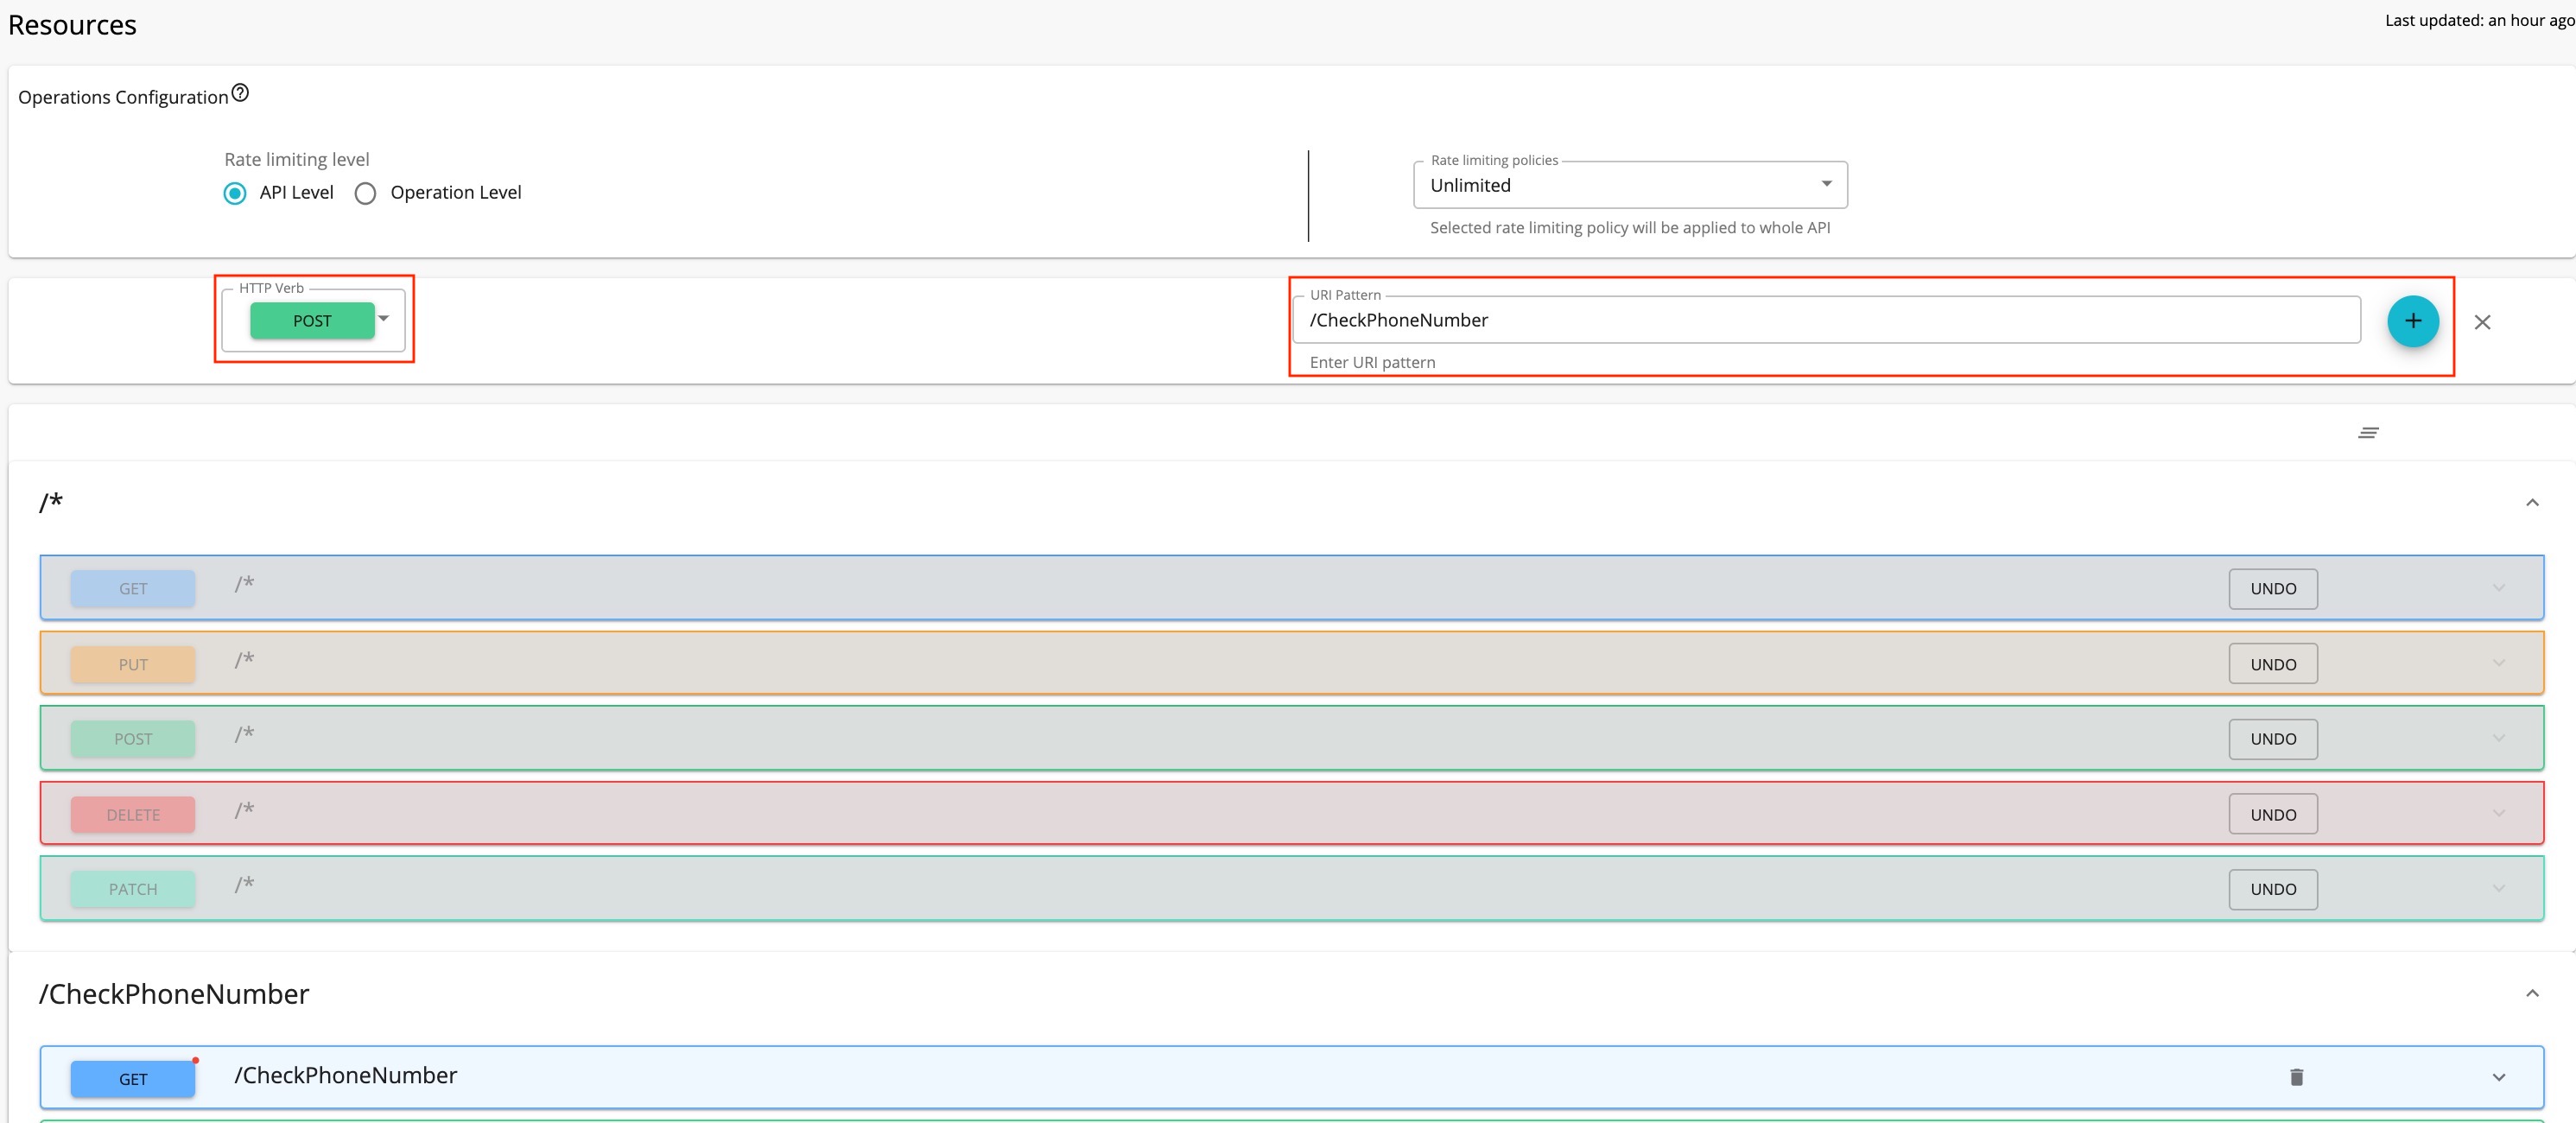 Resources
Last updated: an hour ago
Operations Configuration
Rate limiting level
API Level
Operation Level
Rate limiting policies
Unlimited
Selected rate limiting policy will be applied to whole API
HTTP Verb
POST
URI Pattern
/CheckPhoneNumber
Enter URI pattern
/*
GET /* UNDO
PUT /* UNDO
POST /* UNDO
DELETE /* UNDO
PATCH /* UNDO
/CheckPhoneNumber
GET /CheckPhoneNumber